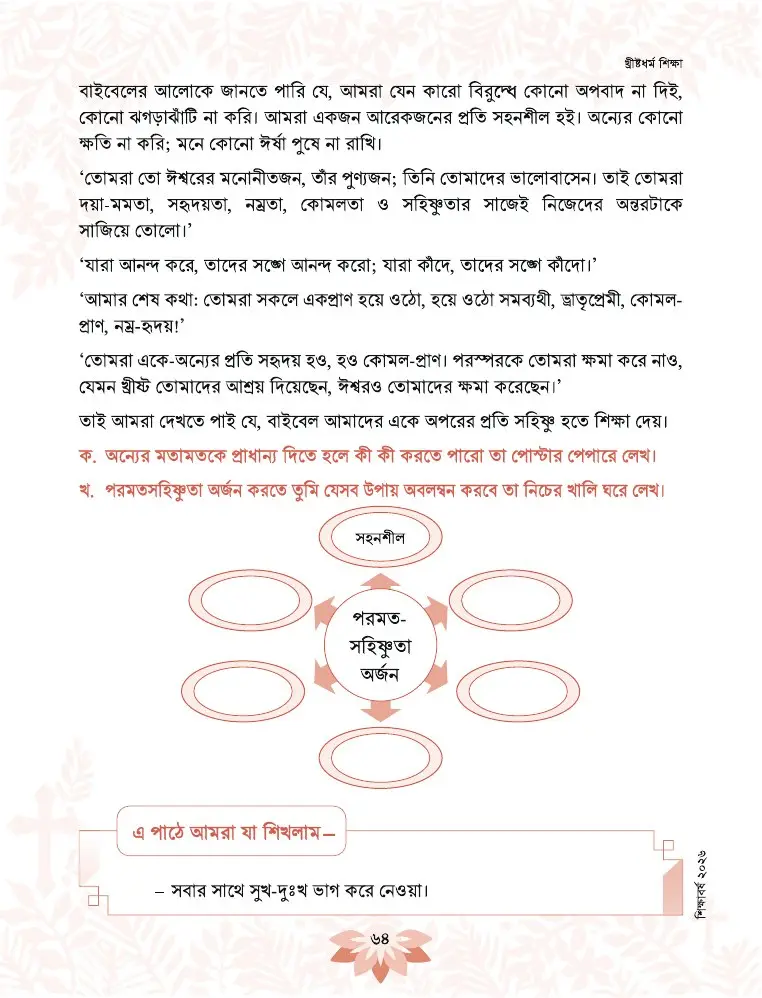 খ্রীষ্টধর্ম শিক্ষা
বাইবেলের আলোকে জানতে পারি যে, আমরা যেন কারো বিরুদ্ধে কোনো অপবাদ না দিই,
কোনো ঝগড়াঝাঁটি না করি। আমরা একজন আরেকজনের প্রতি সহনশীল হই। অন্যের কোনো
ক্ষতি না করি; মনে কোনো ঈর্ষা পুষে না রাখি।
‘তোমরা তো ঈশ্বরের মনোনীতজন, তাঁর পুণ্যজন; তিনি তোমাদের ভালোবাসেন। তাই তোমরা
দয়া-মমতা, সহৃদয়তা, নম্রতা, কোমলতা ও সহিষ্ণুতার সাজেই নিজেদের অন্তরটাকে
সাজিয়ে তোলো।’
‘যারা আনন্দ করে, তাদের সঙ্গে আনন্দ করো; যারা কাঁদে, তাদের সঙ্গে কাঁদো।’
‘আমার শেষ কথা: তোমরা সকলে একপ্রাণ হয়ে ওঠো, হয়ে ওঠো সমব্যথী, ভ্রাতৃপ্রেমী, কোমল-
প্রাণ, নম্র-হৃদয়!’
‘তোমরা একে-অন্যের প্রতি সহৃদয় হও, হও কোমল-প্রাণ। পরস্পরকে তোমরা ক্ষমা করে নাও,
যেমন খ্রীষ্ট তোমাদের আশ্রয় দিয়েছেন, ঈশ্বরও তোমাদের ক্ষমা করেছেন।’
তাই আমরা দেখতে পাই যে, বাইবেল আমাদের একে অপরের প্রতি সহিষ্ণু হতে শিক্ষা দেয়।
ক. অন্যের মতামতকে প্রাধান্য দিতে হলে কী কী করতে পারো তা পোস্টার পেপারে লেখ।
খ. পরমতসহিষ্ণুতা অর্জন করতে তুমি যেসব উপায় অবলম্বন করবে তা নিচের খালি ঘরে লেখ।
সহনশীল
পরমত-
সহিষ্ণুতা
অর্জন
এ পাঠে আমরা যা শিখলাম–
– সবার সাথে সুখ-দুঃখ ভাগ করে নেওয়া।
শিক্ষাবর্ষ ২০২৬
৬৪